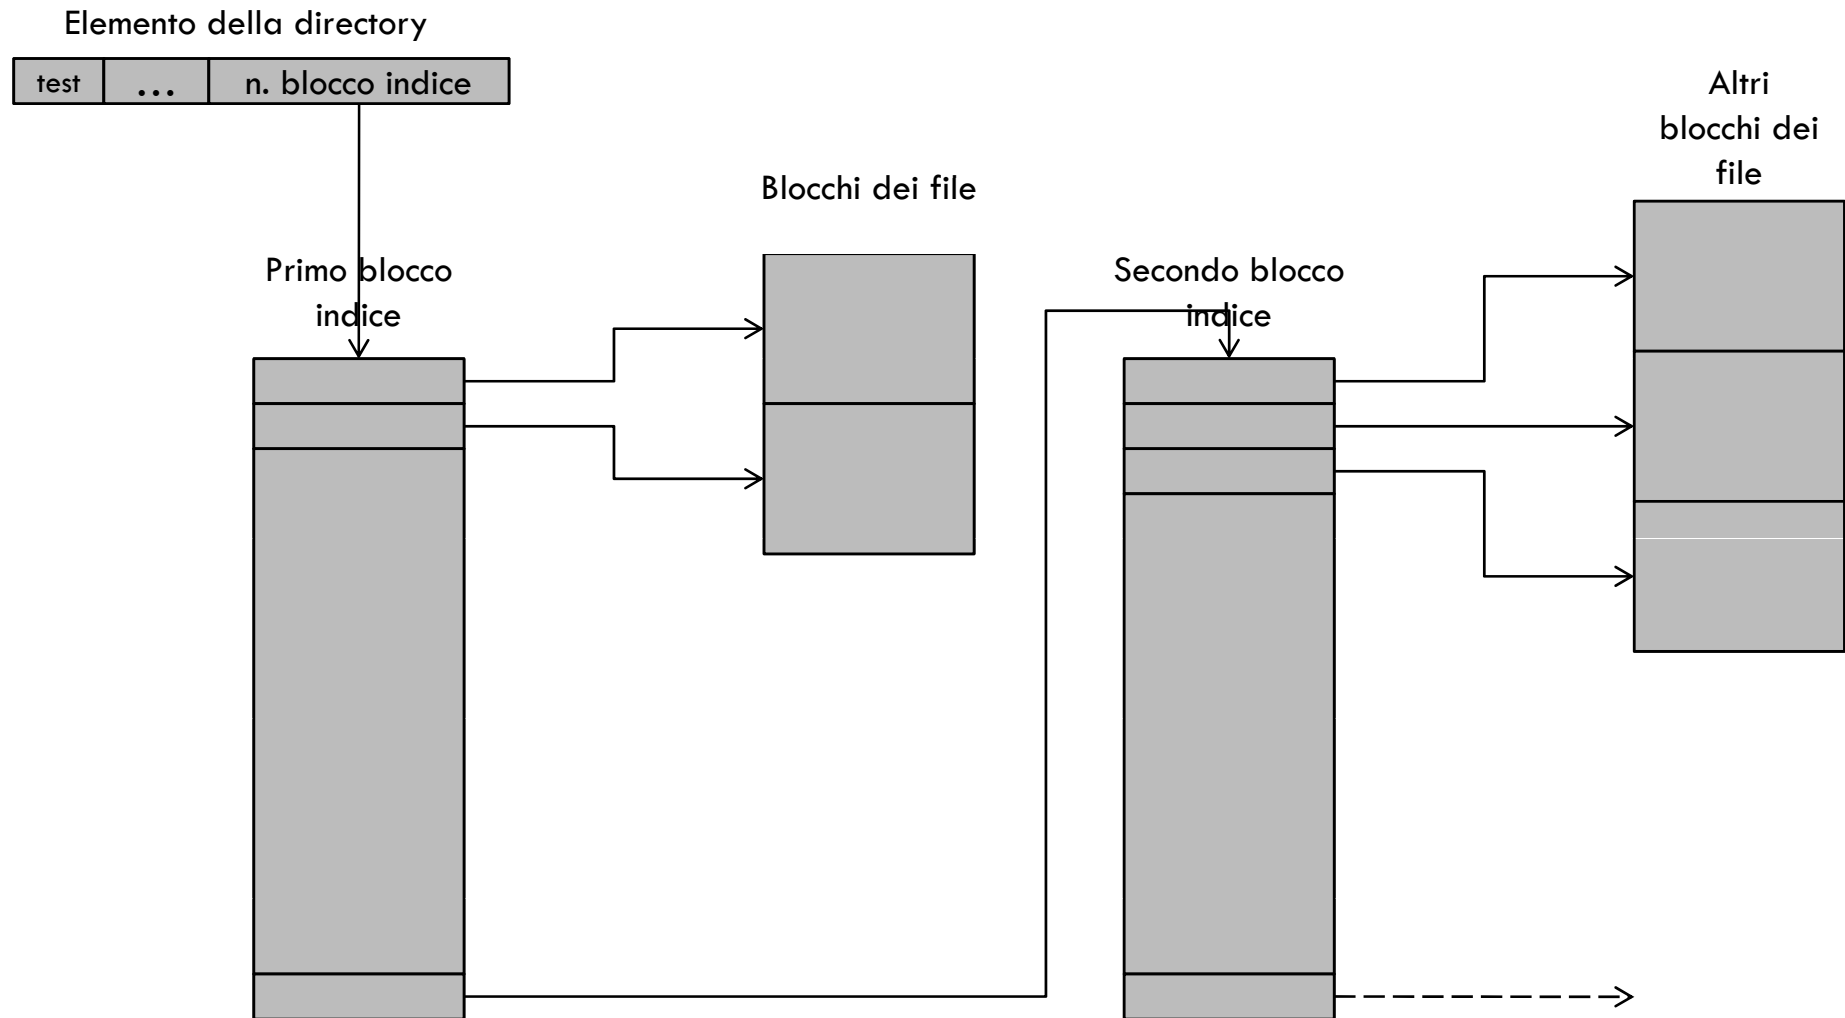 Elemento della directory
test
...
n. blocco indice
Altri
blocchi dei
file
Blocchi dei file
Primo blocco
indice
Secondo blocco
indice